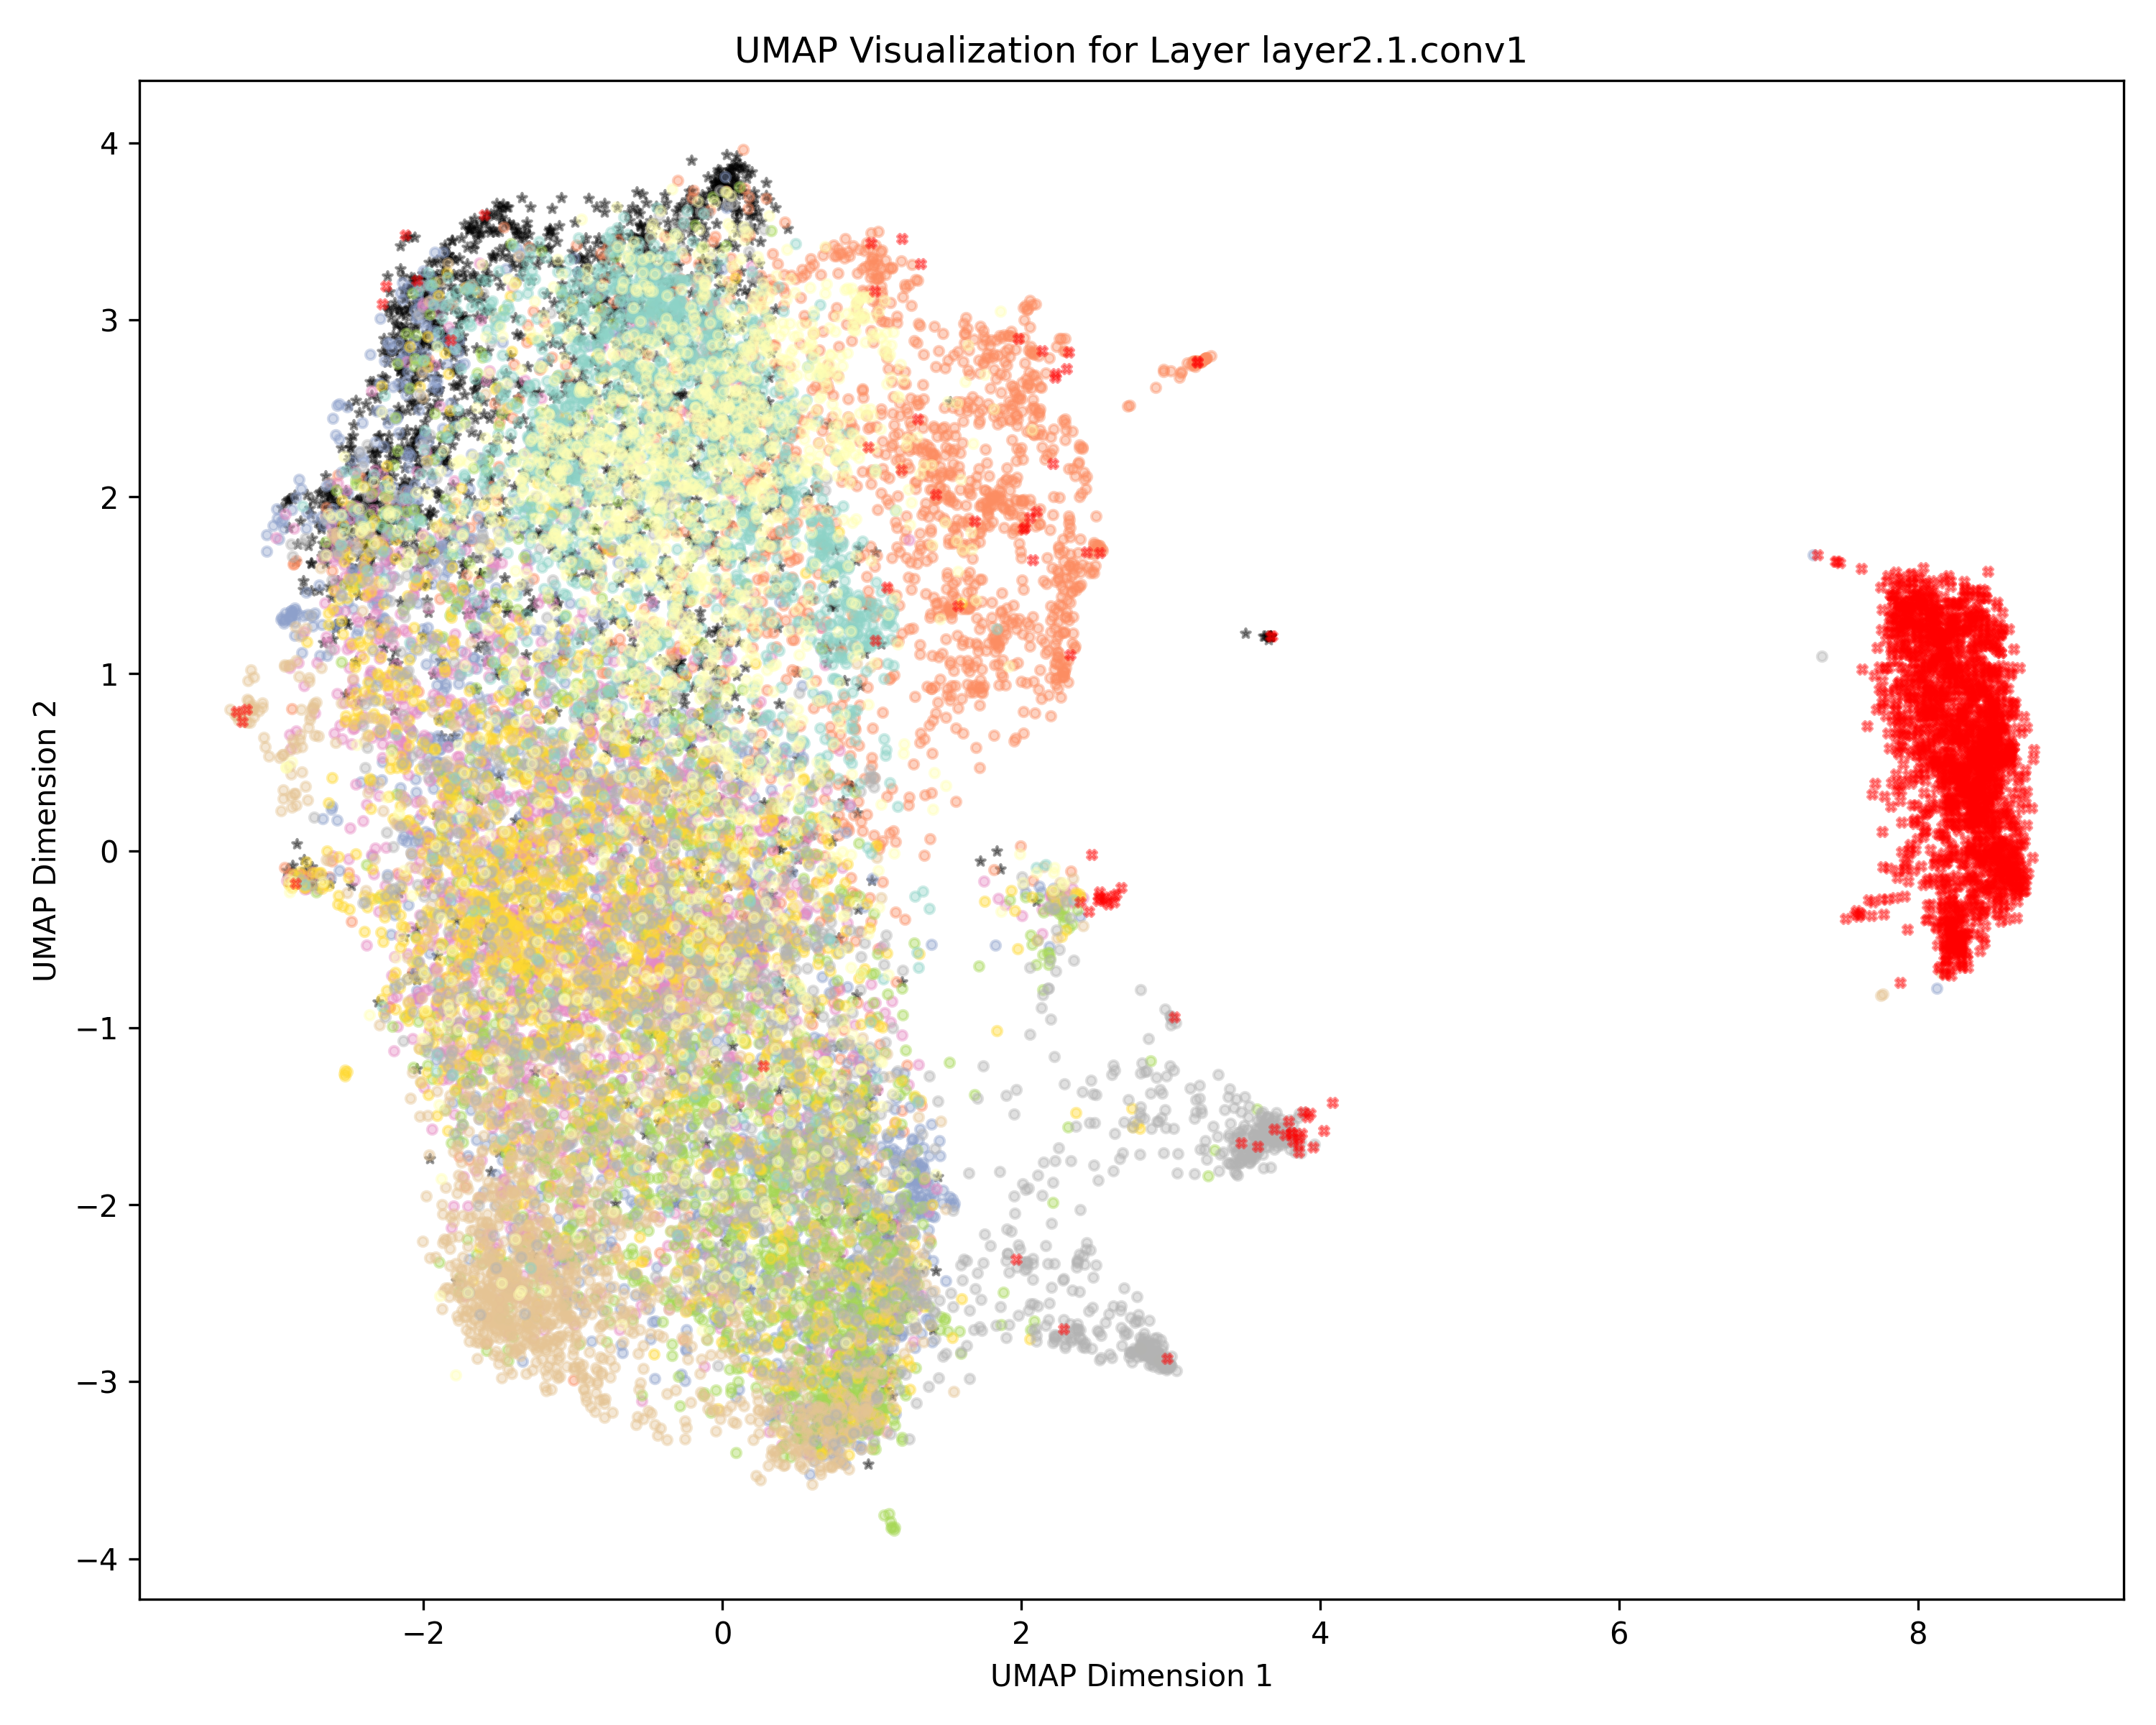 UMAP Visualization for Layer layer2.1.conv1
4
3
2
1
0
−1
−2
−3
−4
UMAP Dimension 2
−2 0 2 4 6 8
UMAP Dimension 1